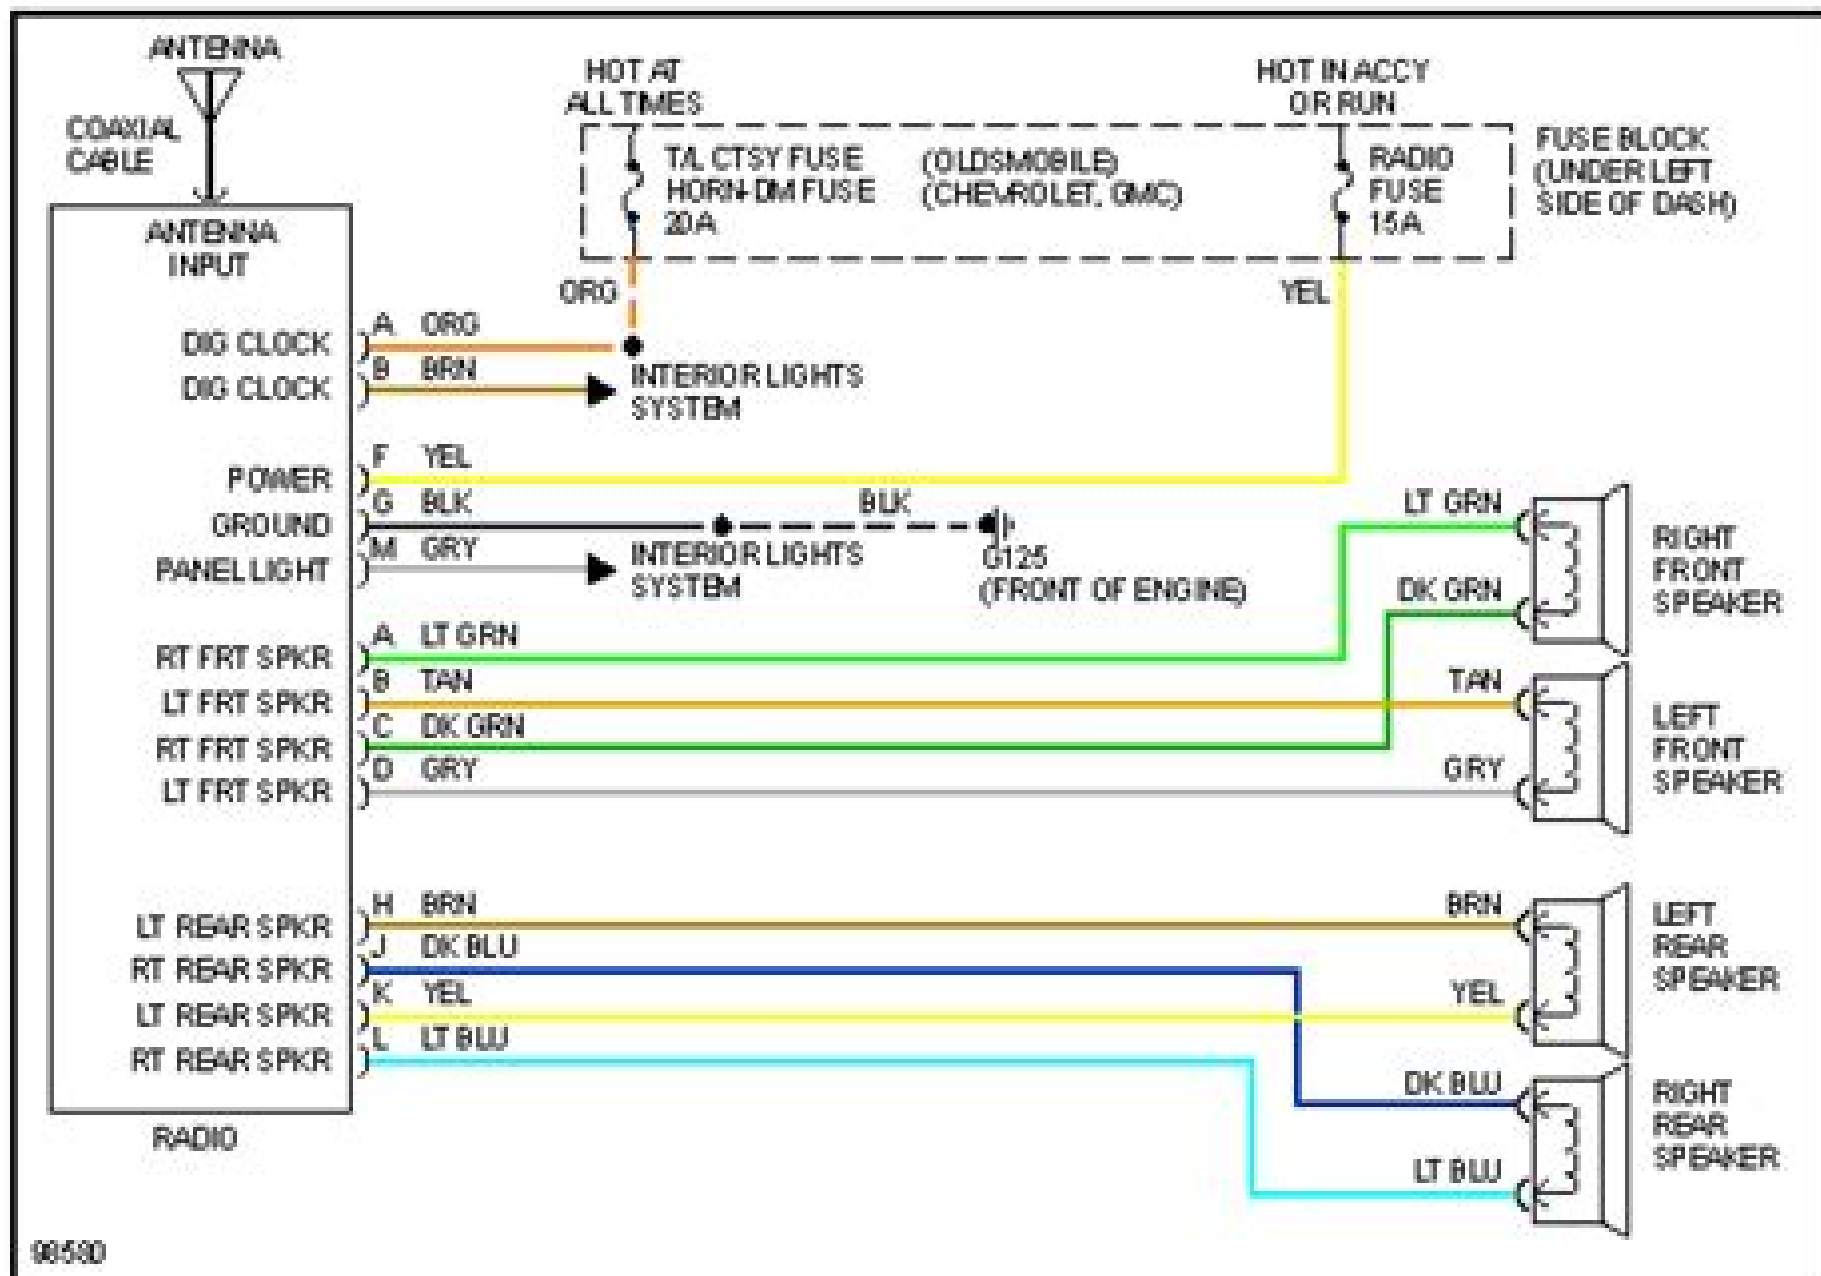 ANTENNA
COAXIAL
CABLE
ANTENNA
INPUT
HOT AT
ALL TIMES
HOT IN ACCY
OR RUN
T/L CTSY FUSE
HORN-DM FUSE
20A
(OLDSMOBILE)
(CHEVROLET, GMC)
RADIO
FUSE
15A
FUSE BLOCK
(UNDER LEFT
SIDE OF DASH)
ORG
YEL
DIG CLOCK A ORG
DIG CLOCK B BRN
INTERIOR LIGHTS
SYSTEM
POWER F YEL
GROUND G BLK
BLK
PANEL LIGHT M GRY
INTERIOR LIGHTS
SYSTEM
G125
(FRONT OF ENGINE)
RT FRT SPKR A LT GRN
LT FRT SPKR B TAN
RT FRT SPKR C DK GRN
LT FRT SPKR D GRY
LT GRN
DK GRN
RIGHT
FRONT
SPEAKER
TAN
GRY
LEFT
FRONT
SPEAKER
LT REAR SPKR H BRN
RT REAR SPKR J DK BLU
LT REAR SPKR K YEL
RT REAR SPKR L LT BLU
BRN
YEL
LEFT
REAR
SPEAKER
DK BLU
LT BLU
RIGHT
REAR
SPEAKER
RADIO